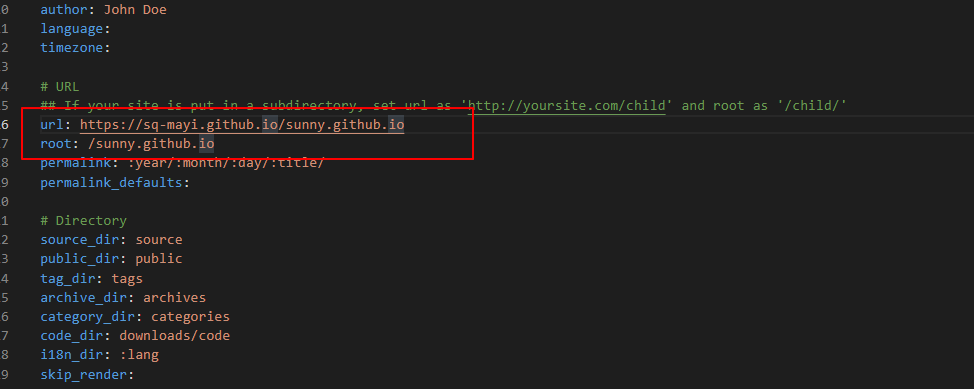 0 author: John Doe
1 language:
2 timezone:
3
4 # URL
5 ## If your site is put in a subdirectory, set url as 'http://yoursite.com/child' and root as '/child/'
6 url: https://sq-mayi.github.io/sunny.github.io
7 root: /sunny.github.io
8 permalink: :year/:month/:day/:title/
9 permalink_defaults:
0
1 # Directory
2 source_dir: source
3 public_dir: public
4 tag_dir: tags
5 archive_dir: archives
6 category_dir: categories
7 code_dir: downloads/code
8 i18n_dir: :lang
9 skip_render: